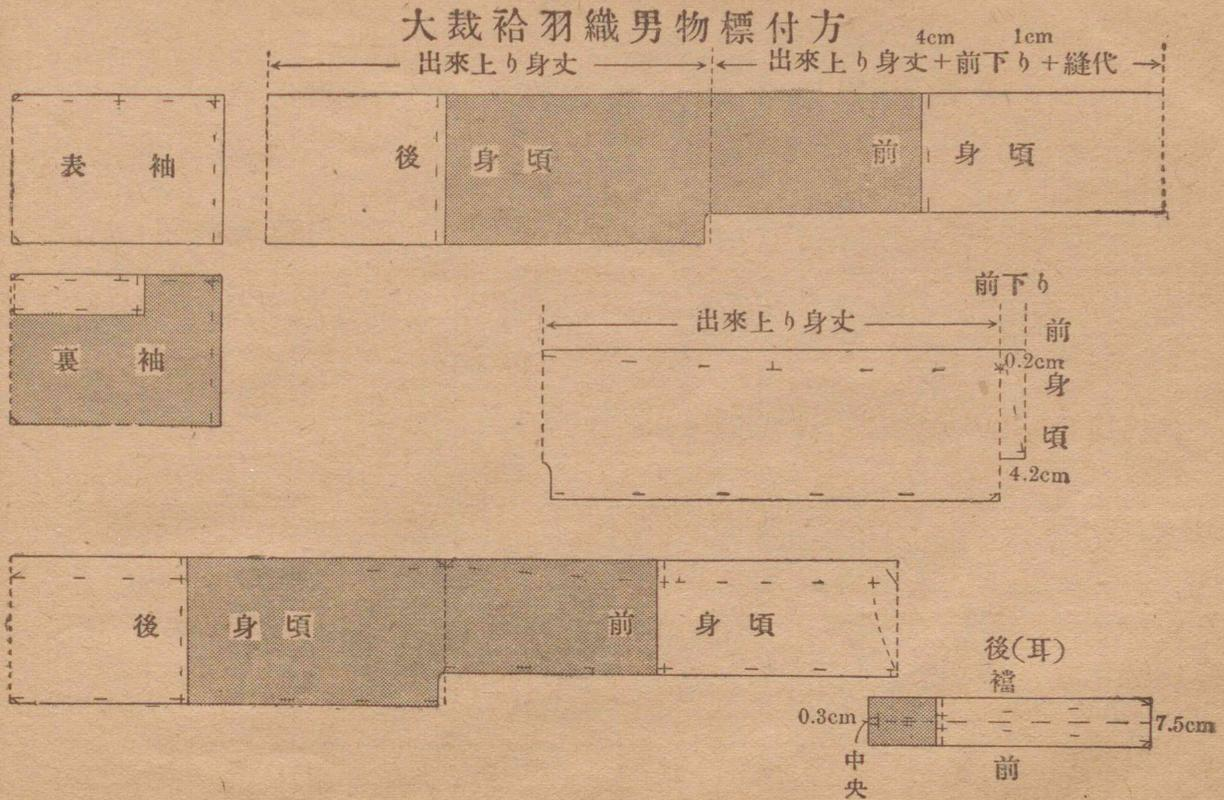 大裁袷羽織男物標付方
4cm 1cm
出來上り身丈 出來上り身丈+前下り+縫代
表袖
後身頃 前身頃
裏袖
前下り
出來上り身丈
0.2cm
前身頃
4.2cm
後身頃 前身頃
後(耳)
襠
0.3cm
7.5cm
中央
前